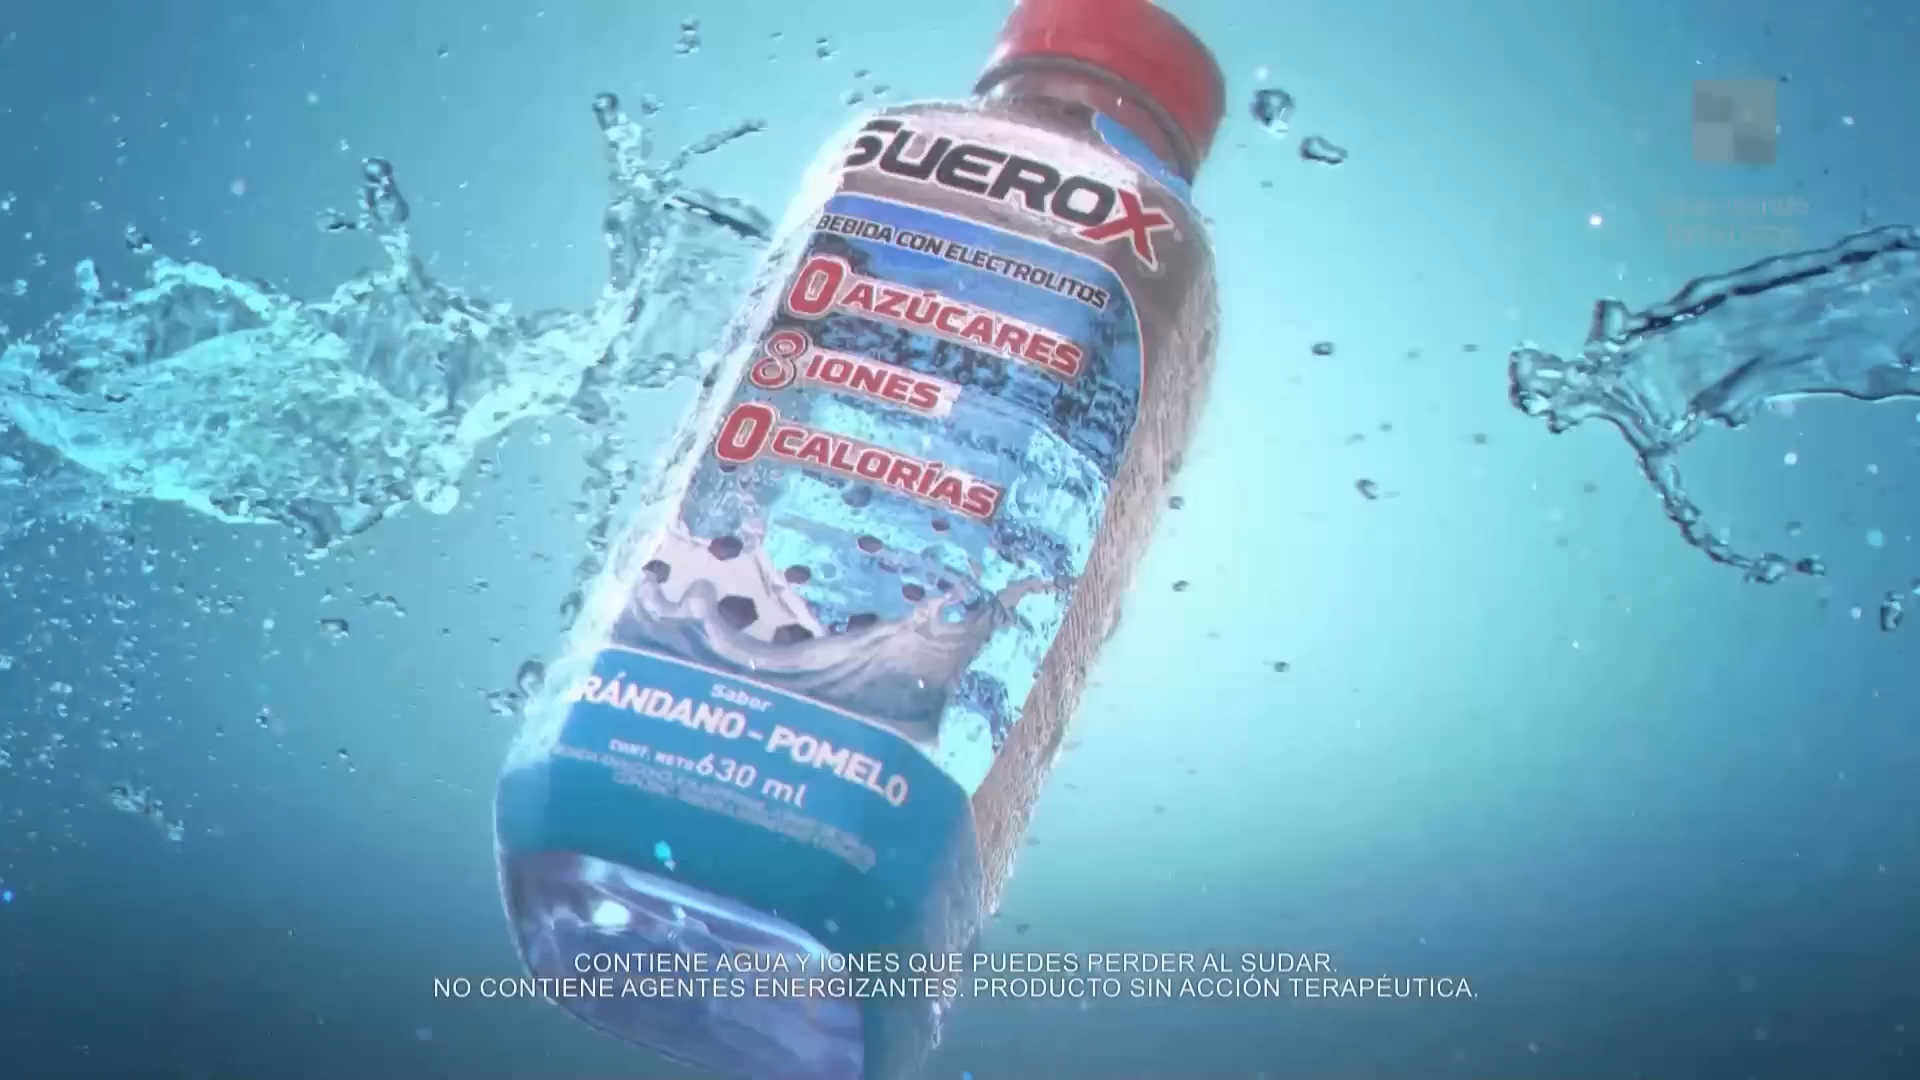 SUEROX
BEBIDA CON ELECTROLITOS
0 AZÚCARES
8 IONES
0 CALORÍAS
Sabor
RÁNDANO - POMELO
CONT. NETO 630 ml
CONTIENE AGUA Y IONES QUE PUEDES PERDER AL SUDAR.
NO CONTIENE AGENTES ENERGIZANTES. PRODUCTO SIN ACCIÓN TERAPÉUTICA.